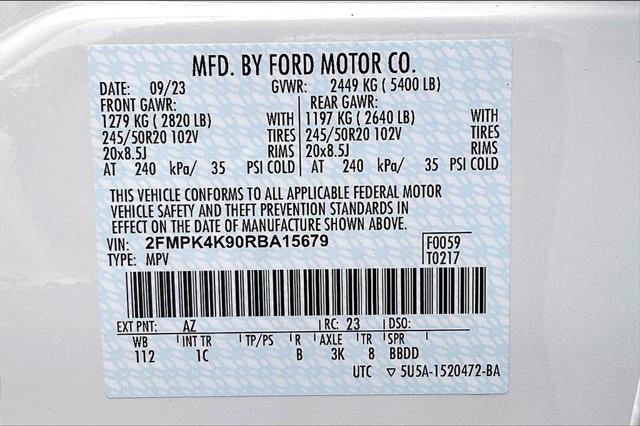 MFD. BY FORD MOTOR CO.
DATE: 09/23 GVWR: 2449 KG ( 5400 LB)
FRONT GAWR: REAR GAWR:
1279 KG ( 2820 LB) WITH 1197 KG ( 2640 LB) WITH
245/50R20 102V TIRES 245/50R20 102V TIRES
20x8.5J RIMS 20x8.5J RIMS
AT 240 kPa/ 35 PSI COLD AT 240 kPa/ 35 PSI COLD
THIS VEHICLE CONFORMS TO ALL APPLICABLE FEDERAL MOTOR
VEHICLE SAFETY AND THEFT PREVENTION STANDARDS IN
EFFECT ON THE DATE OF MANUFACTURE SHOWN ABOVE.
VIN: 2FMPK4K90RBA15679 F0059
TYPE: MPV T0217
EXT PNT: AZ RC: 23 DSO:
WB INT TR TP/PS R AXLE TR SPR
112 1C B 3K 8 BBDD
UTC ▽ 5U5A-1520472-BA